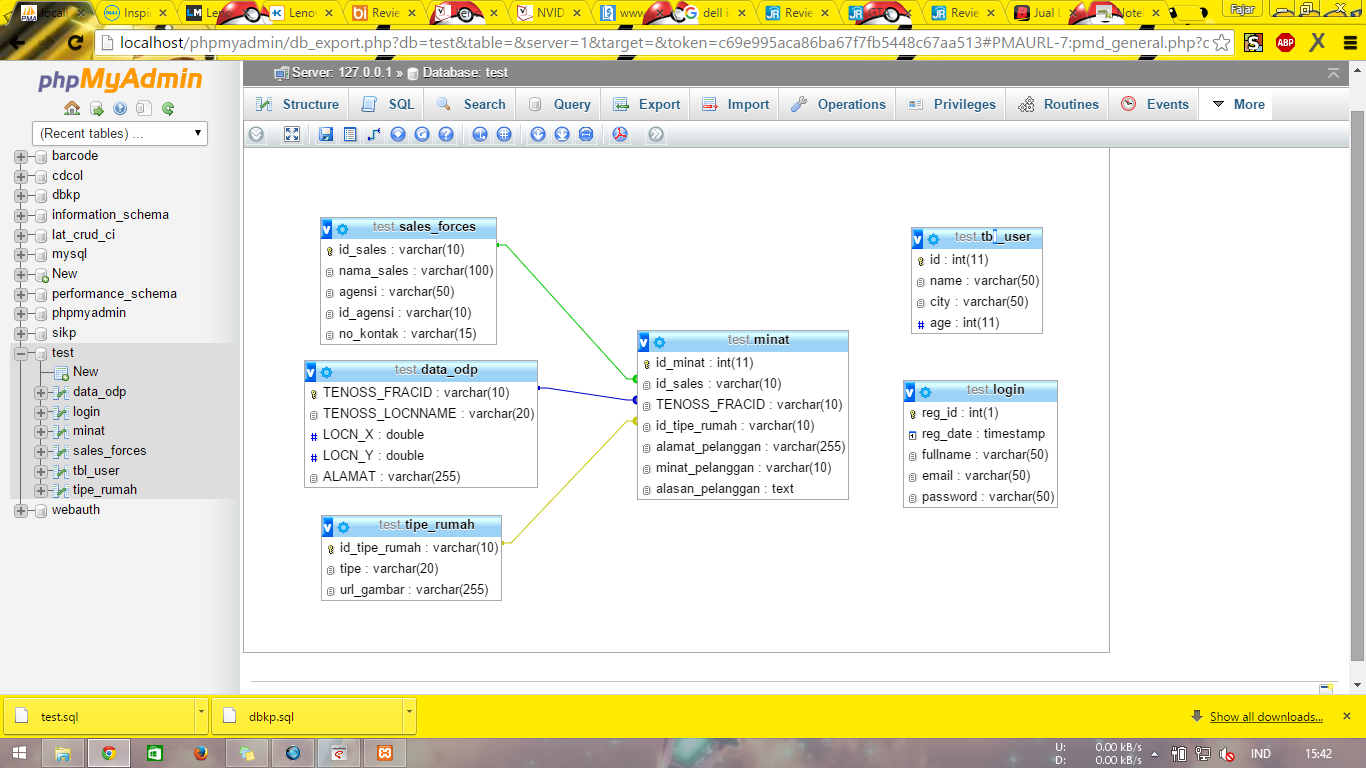 Inspi
Len
Lenov
Review
NVID
www
dell i
Review
Review
Jual L
Note
Fajar
localhost/phpmyadmin/db_export.php?db=test&table=&server=1&target=&token=c69e995aca86ba67f7fb5448c67aa513#PMAURL-7:pmd_general.php?c
ABP
phpMyAdmin
(Recent tables) ...
barcode
cdcol
dbkp
information_schema
lat_crud_ci
mysql
New
performance_schema
phpmyadmin
sikp
test
New
data_odp
login
minat
sales_forces
tbl_user
tipe_rumah
webauth
Server: 127.0.0.1 » Database: test
Structure SQL Search Query Export Import Operations Privileges Routines Events More
test.sales_forces
id_sales : varchar(10)
nama_sales : varchar(100)
agensi : varchar(50)
id_agensi : varchar(10)
no_kontak : varchar(15)
test.data_odp
TENOSS_FRACID : varchar(10)
TENOSS_LOCNNAME : varchar(20)
LOCN_X : double
LOCN_Y : double
ALAMAT : varchar(255)
test.tipe_rumah
id_tipe_rumah : varchar(10)
tipe : varchar(20)
url_gambar : varchar(255)
test.minat
id_minat : int(11)
id_sales : varchar(10)
TENOSS_FRACID : varchar(10)
id_tipe_rumah : varchar(10)
alamat_pelanggan : varchar(255)
minat_pelanggan : varchar(10)
alasan_pelanggan : text
test.tbl_user
id : int(11)
name : varchar(50)
city : varchar(50)
age : int(11)
test.login
reg_id : int(1)
reg_date : timestamp
fullname : varchar(50)
email : varchar(50)
password : varchar(50)
test.sql
dbkp.sql
Show all downloads...
U: 0.00 kB/s
D: 0.00 kB/s
IND
15:42